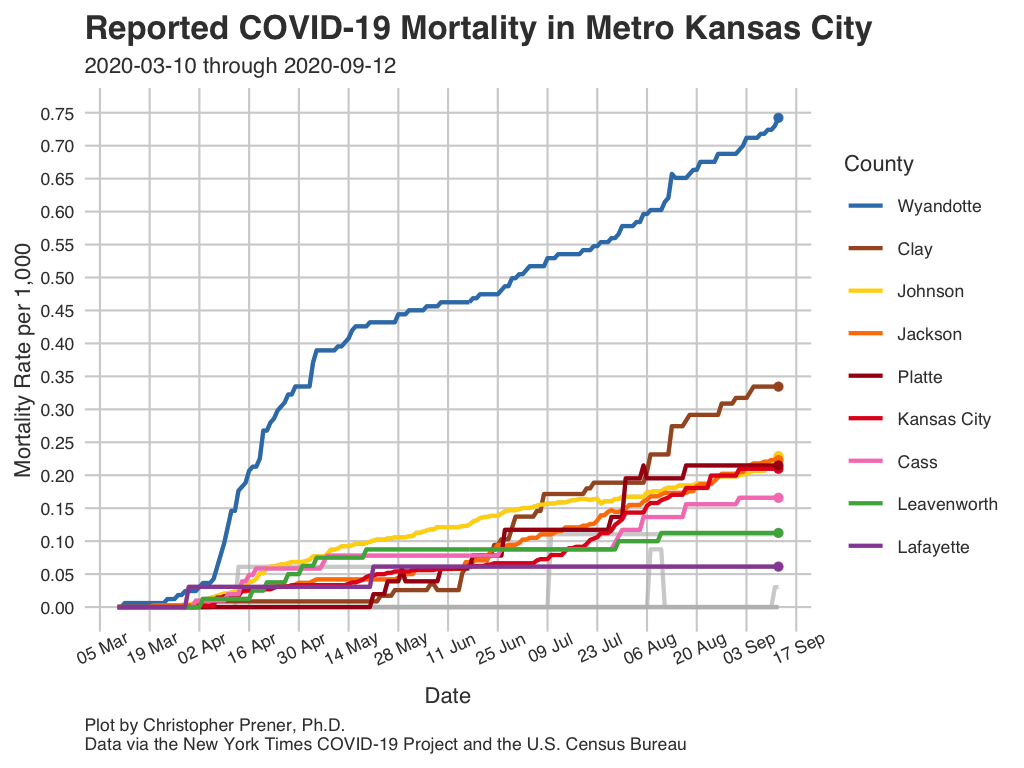 Reported COVID-19 Mortality in Metro Kansas City
2020-03-10 through 2020-09-12
Mortality Rate per 1,000
0.75
0.70
0.65
0.60
0.55
0.50
0.45
0.40
0.35
0.30
0.25
0.20
0.15
0.10
0.05
0.00
05 Mar
19 Mar
02 Apr
16 Apr
30 Apr
14 May
28 May
11 Jun
25 Jun
09 Jul
23 Jul
06 Aug
20 Aug
03 Sep
17 Sep
Date
County
Wyandotte
Clay
Johnson
Jackson
Platte
Kansas City
Cass
Leavenworth
Lafayette
Plot by Christopher Prener, Ph.D.
Data via the New York Times COVID-19 Project and the U.S. Census Bureau